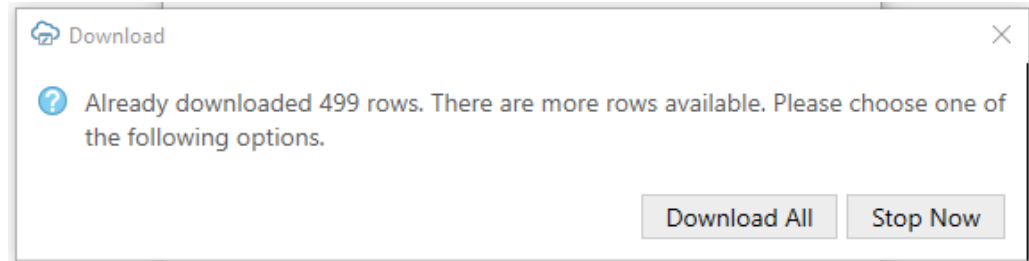 Download
Already downloaded 499 rows. There are more rows available. Please choose one of
the following options.
Download All Stop Now